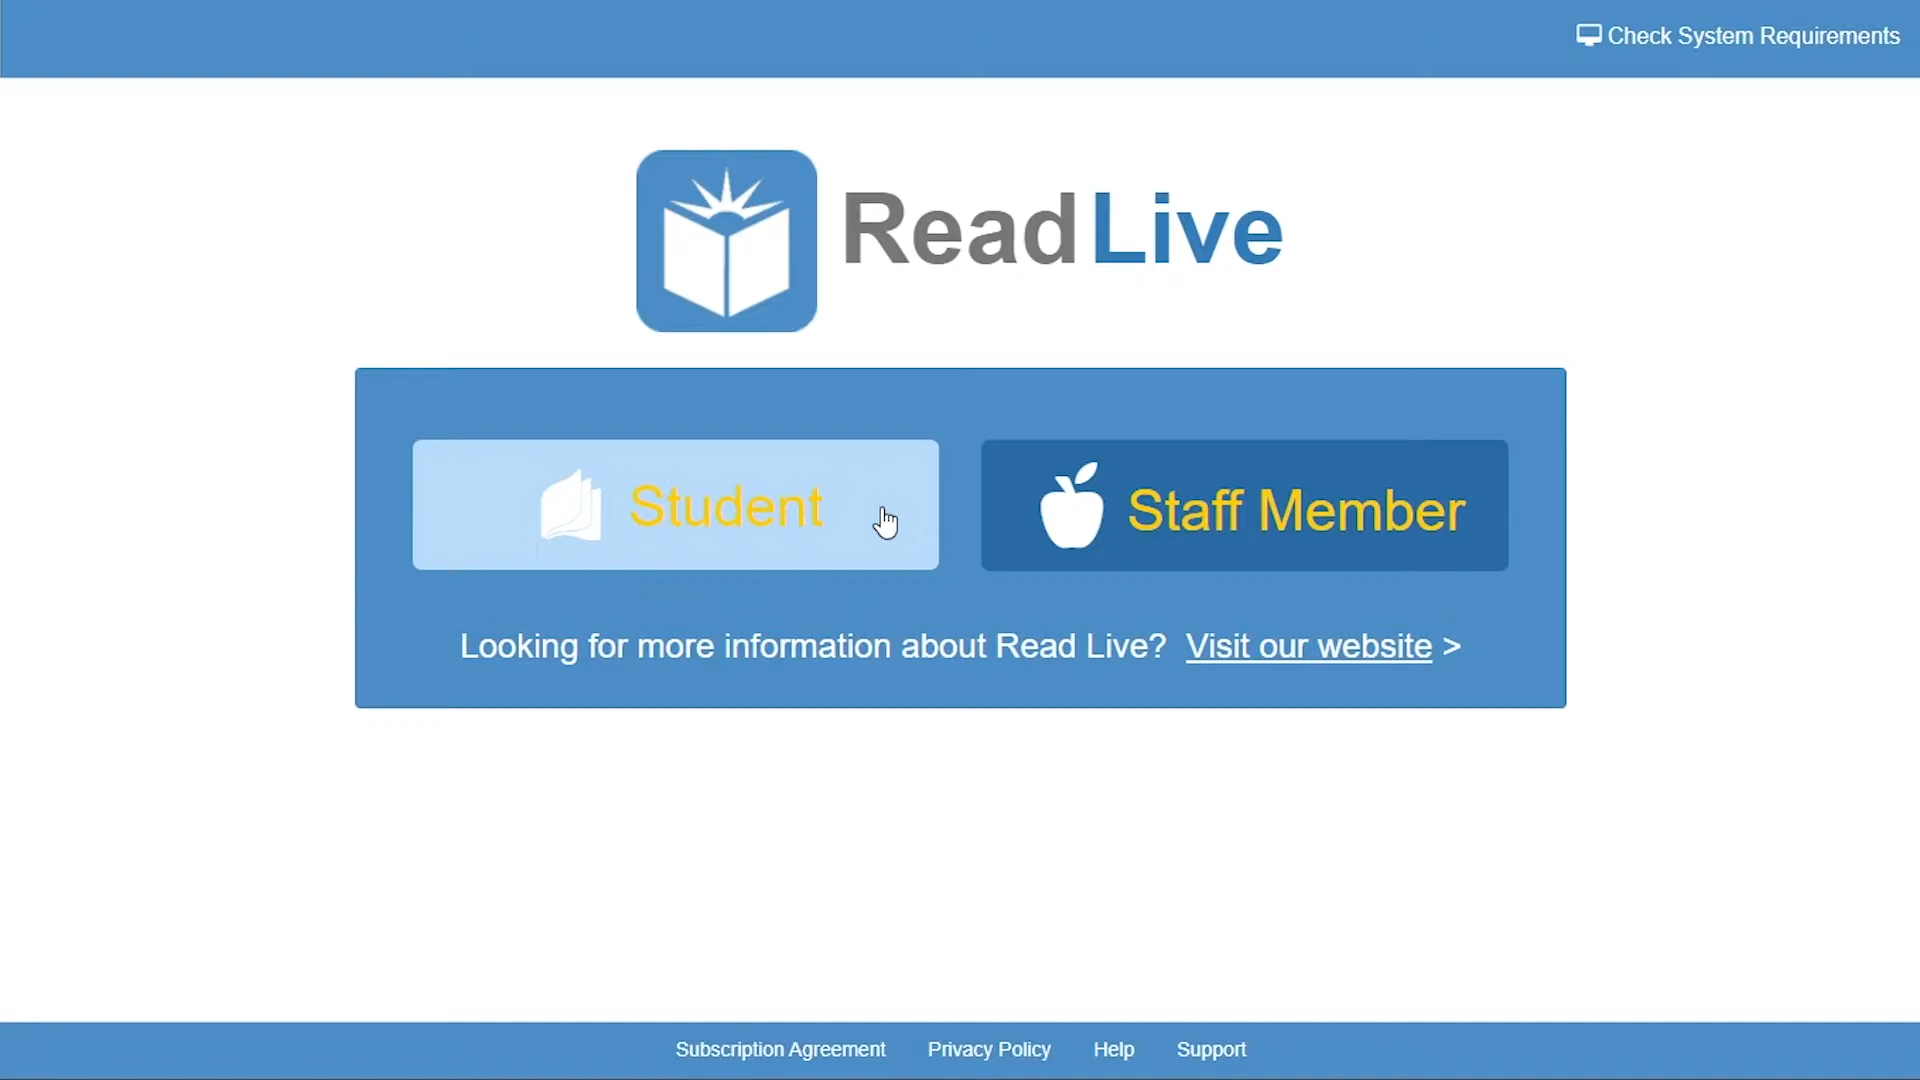 Check System Requirements
Read Live
Student
Staff Member
Looking for more information about Read Live? Visit our website >
Subscription Agreement Privacy Policy Help Support